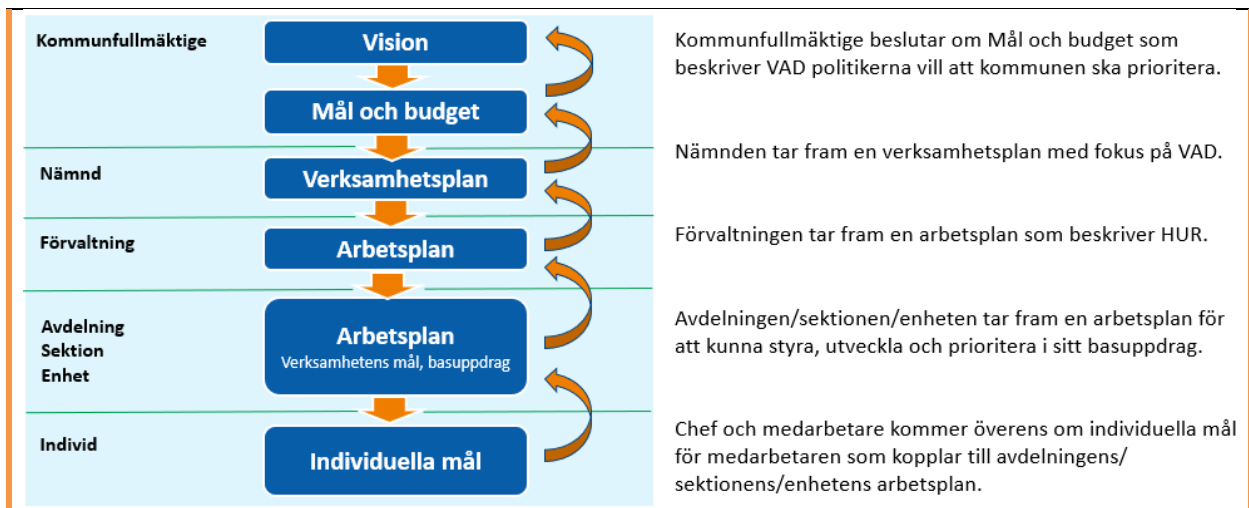 Kommunfullmäktige
Vision
Mål och budget
Kommunfullmäktige beslutar om Mål och budget som
beskriver VAD politikerna vill att kommunen ska prioritera.
Nämnd
Verksamhetsplan
Nämnden tar fram en verksamhetsplan med fokus på VAD.
Förvaltning
Arbetsplan
Förvaltningen tar fram en arbetsplan som beskriver HUR.
Avdelning
Sektion
Enhet
Arbetsplan
Verksamhetens mål, basuppdrag
Avdelningen/sektionen/enheten tar fram en arbetsplan för
att kunna styra, utveckla och prioritera i sitt basuppdrag.
Individ
Individuella mål
Chef och medarbetare kommer överens om individuella mål
för medarbetaren som kopplar till avdelningens/
sektionens/enhetens arbetsplan.